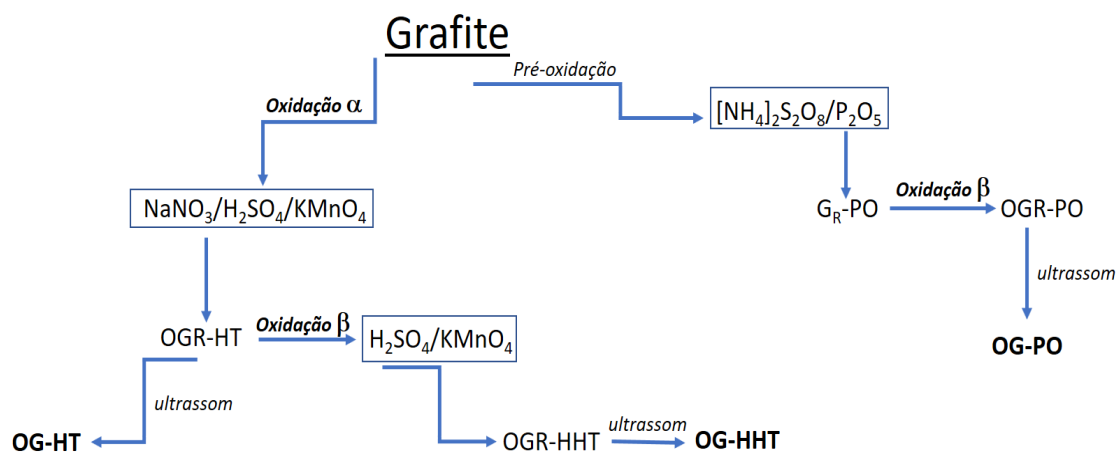 Grafite
Pré-oxidação
Oxidação α
[NH₄]₂S₂O₈/P₂O₅
NaNO₃/H₂SO₄/KMnO₄
G_R-PO
Oxidação β
OGR-PO
ultrassom
OG-PO
OGR-HT
Oxidação β
H₂SO₄/KMnO₄
ultrassom
OG-HT
OGR-HHT
ultrassom
OG-HHT